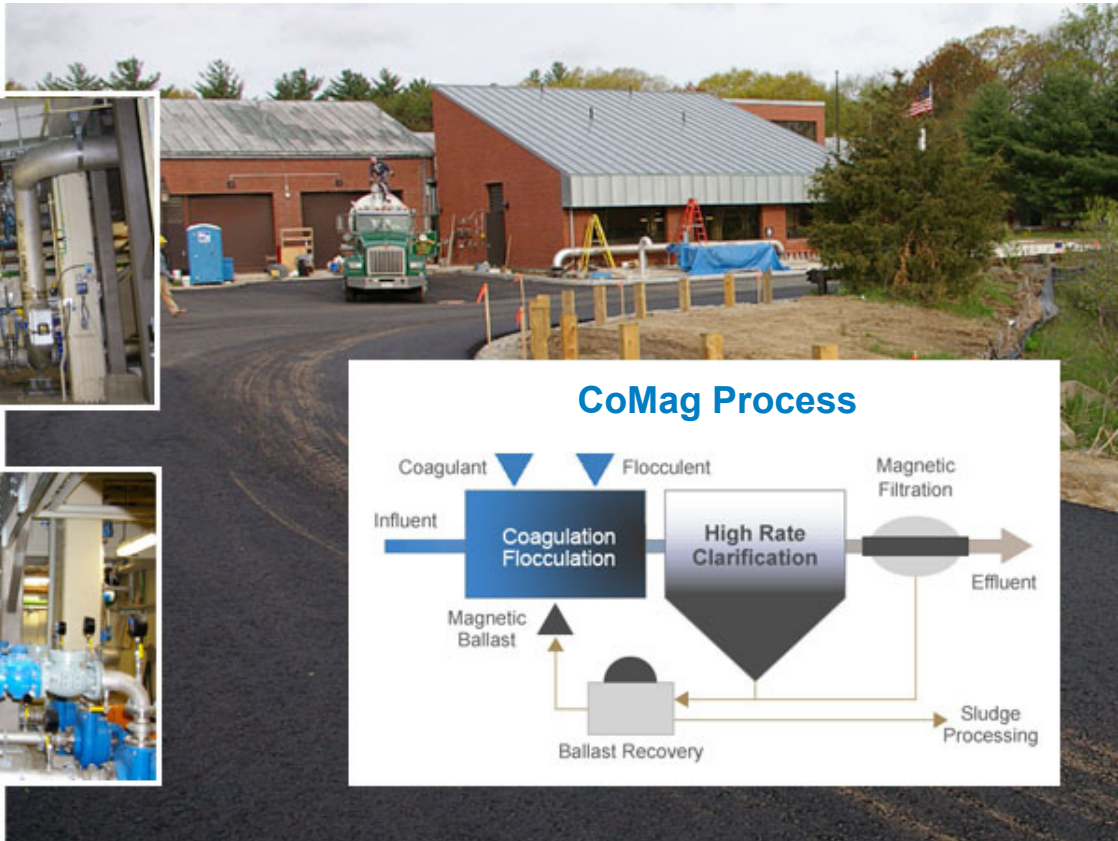 CoMag Process
Coagulant
Flocculent
Magnetic
Filtration
Influent
Coagulation
Flocculation
High Rate
Clarification
Effluent
Magnetic
Ballast
Ballast Recovery
Sludge
Processing